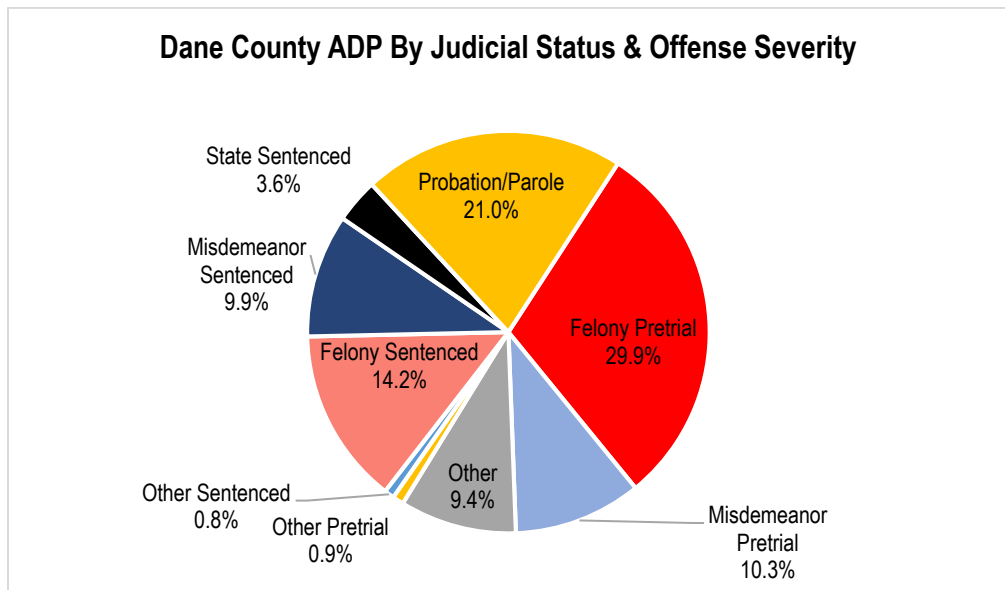 Dane County ADP By Judicial Status & Offense Severity
State Sentenced
3.6%
Probation/Parole
21.0%
Misdemeanor
Sentenced
9.9%
Felony Pretrial
29.9%
Felony Sentenced
14.2%
Other
9.4%
Other Sentenced
0.8%
Other Pretrial
0.9%
Misdemeanor
Pretrial
10.3%